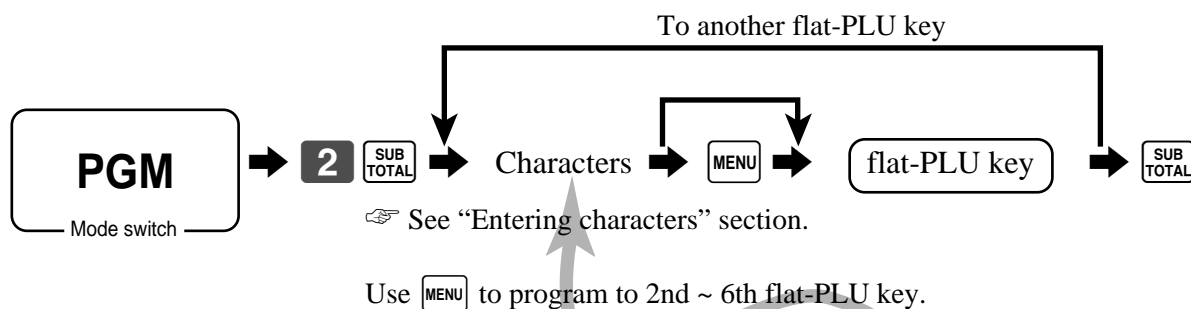 To another flat-PLU key
PGM
Mode switch
2 SUB TOTAL Characters MENU flat-PLU key SUB TOTAL
☞ See “Entering characters” section.
Use MENU to program to 2nd ~ 6th flat-PLU key.